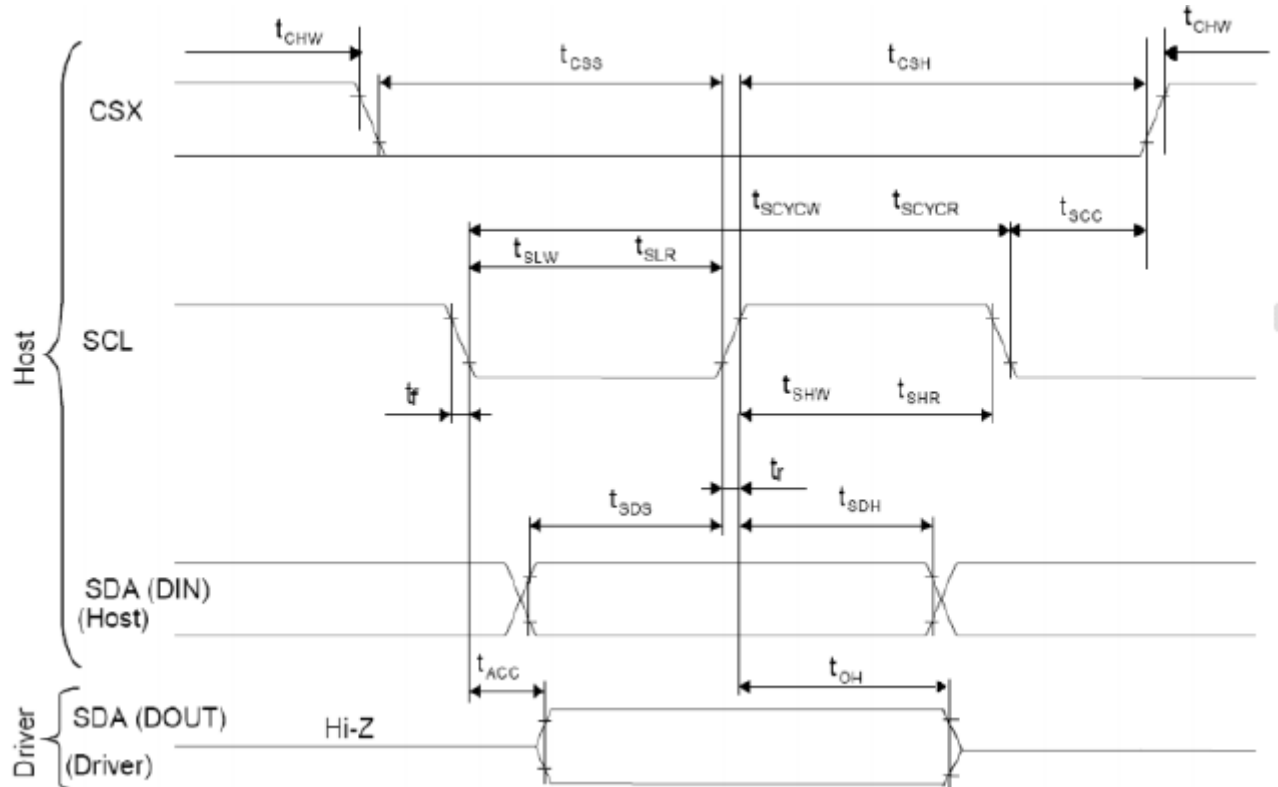 tCHW
tCHW
tCSS
tCSH
CSX
tSCYCW
tSCYCR
tSCC
tSLW
tSLR
Host
SCL
tf
tSHW
tSHR
tr
tSDS
tSDH
SDA (DIN)
(Host)
tACC
tOH
Driver
SDA (DOUT)
Hi-Z
(Driver)